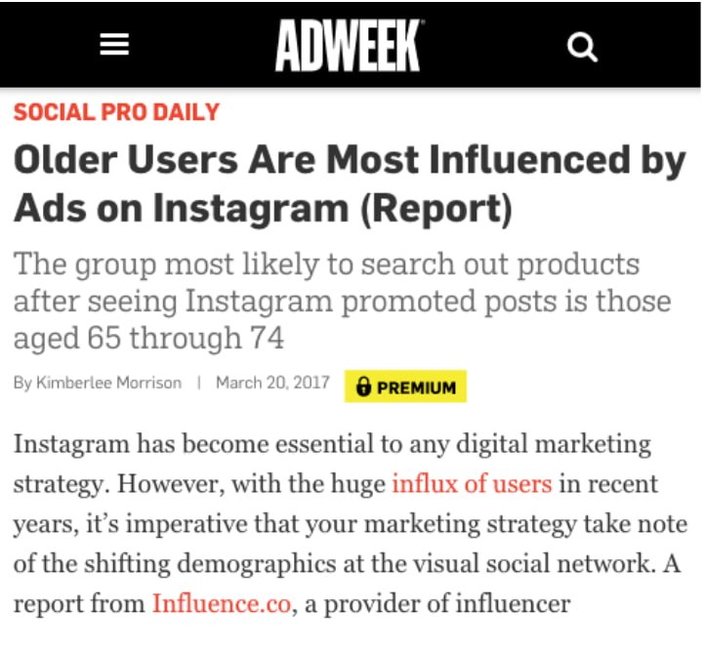 ADWEEK
SOCIAL PRO DAILY
Older Users Are Most Influenced by
Ads on Instagram (Report)
The group most likely to search out products
after seeing Instagram promoted posts is those
aged 65 through 74
By Kimberlee Morrison | March 20, 2017 PREMIUM
Instagram has become essential to any digital marketing
strategy. However, with the huge influx of users in recent
years, it’s imperative that your marketing strategy take note
of the shifting demographics at the visual social network. A
report from Influence.co, a provider of influencer